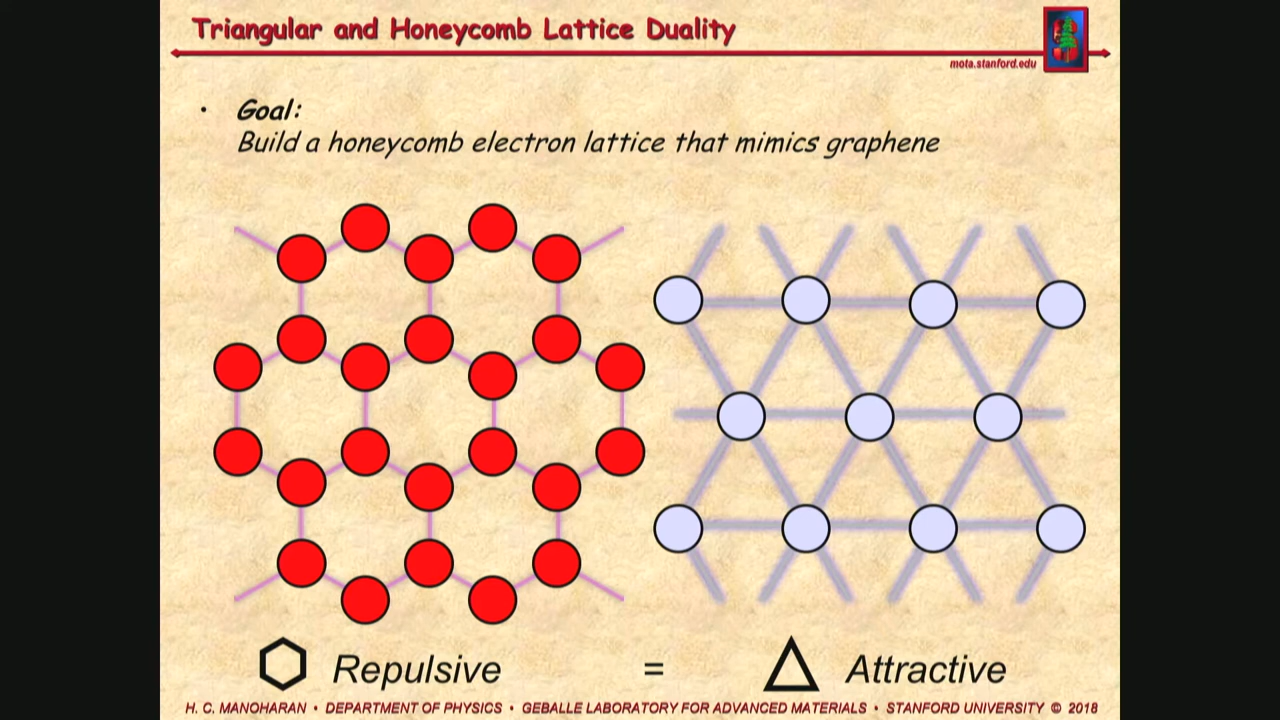 Triangular and Honeycomb Lattice Duality
mota.stanford.edu
• Goal:
Build a honeycomb electron lattice that mimics graphene
Repulsive = Attractive
H. C. MANOHARAN • DEPARTMENT OF PHYSICS • GEBALLE LABORATORY FOR ADVANCED MATERIALS • STANFORD UNIVERSITY © 2018